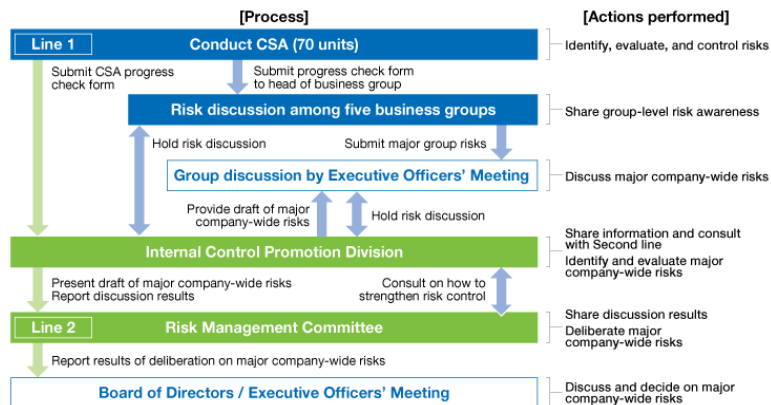 [Process]
[Actions performed]
Line 1
Conduct CSA (70 units)
Identify, evaluate, and control risks
Submit CSA progress
check form
Submit progress check form
to head of business group
Risk discussion among five business groups
Share group-level risk awareness
Hold risk discussion
Submit major group risks
Group discussion by Executive Officers’ Meeting
Discuss major company-wide risks
Provide draft of major
company-wide risks
Hold risk discussion
Internal Control Promotion Division
Share information and consult
with Second line
Identify and evaluate major
company-wide risks
Present draft of major company-wide risks
Report discussion results
Consult on how to
strengthen risk control
Line 2
Risk Management Committee
Share discussion results
Deliberate major
company-wide risks
Report results of deliberation on major company-wide risks
Board of Directors / Executive Officers’ Meeting
Discuss and decide on major
company-wide risks